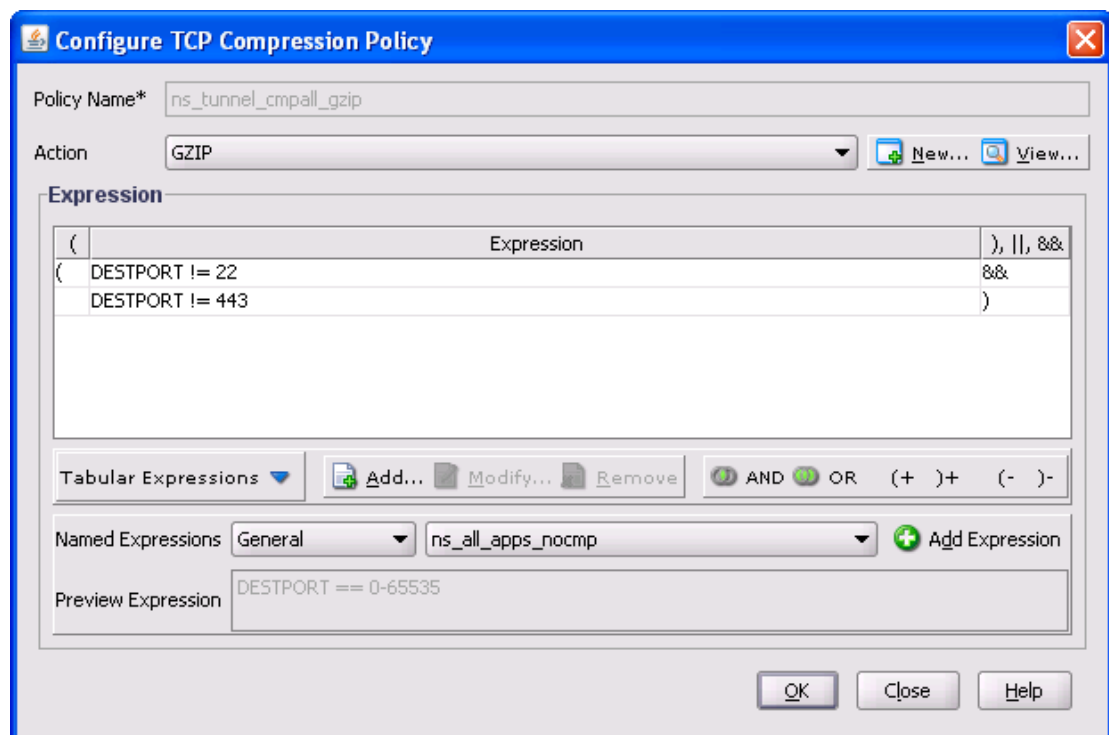 Configure TCP Compression Policy
Policy Name* ns_tunnel_cmpall_gzip
Action GZIP New... View...
Expression
( Expression ), ||, &&
( DESTPORT != 22 &&
DESTPORT != 443 )
Tabular Expressions Add... Modify... Remove AND OR (+ )+ (- )-
Named Expressions General ns_all_apps_nocmp Add Expression
Preview Expression DESTPORT == 0-65535
OK Close Help